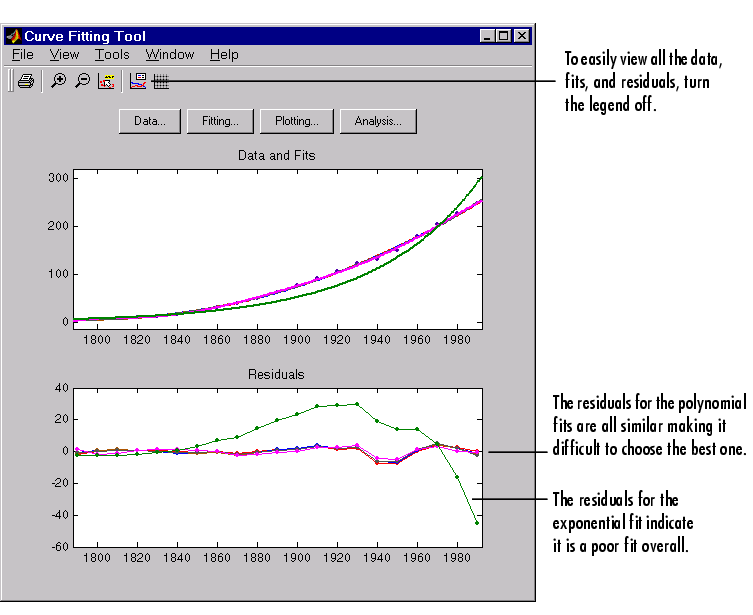 Curve Fitting Tool
File View Tools Window Help
To easily view all the data,
fits, and residuals, turn
the legend off.
Data... Fitting... Plotting... Analysis...
Data and Fits
300
200
100
0
1800 1820 1840 1860 1880 1900 1920 1940 1960 1980
Residuals
40
20
0
-20
-40
-60
1800 1820 1840 1860 1880 1900 1920 1940 1960 1980
The residuals for the polynomial
fits are all similar making it
difficult to choose the best one.
The residuals for the
exponential fit indicate
it is a poor fit overall.